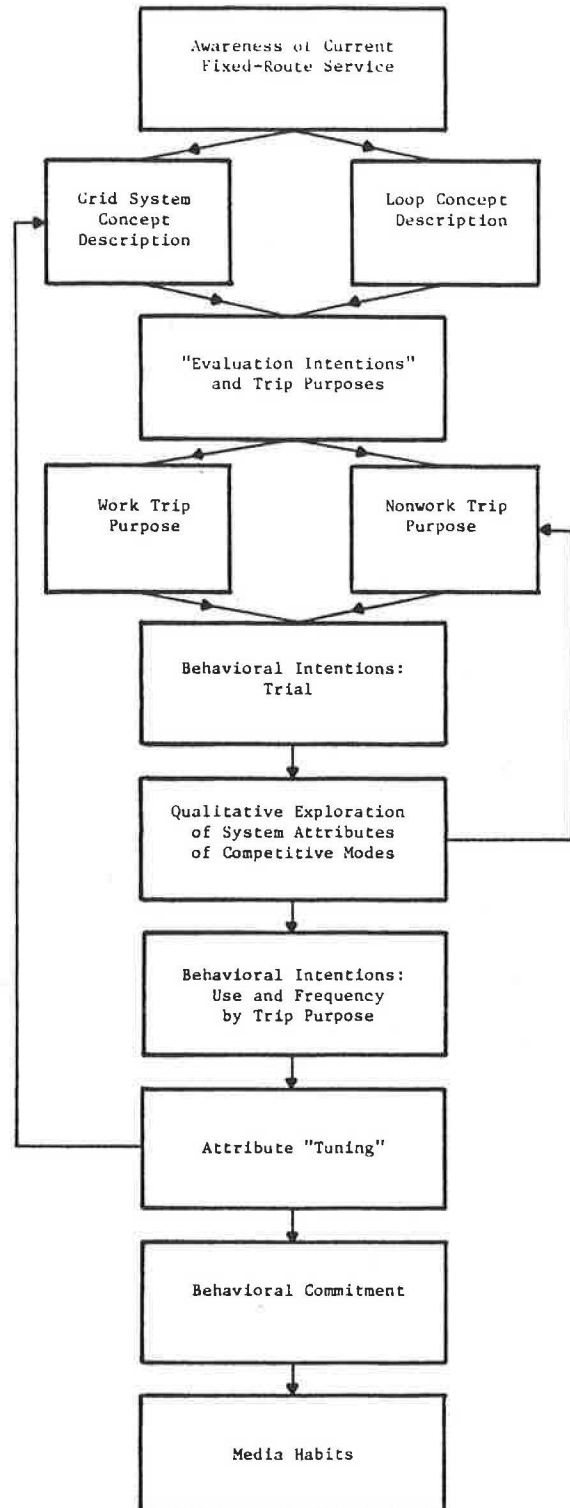 Awareness of Current
Fixed-Route Service
Grid System
Concept
Description
Loop Concept
Description
"Evaluation Intentions"
and Trip Purposes
Work Trip
Purpose
Nonwork Trip
Purpose
Behavioral Intentions:
Trial
Qualitative Exploration
of System Attributes
of Competitive Modes
Behavioral Intentions:
Use and Frequency
by Trip Purpose
Attribute "Tuning"
Behavioral Commitment
Media Habits